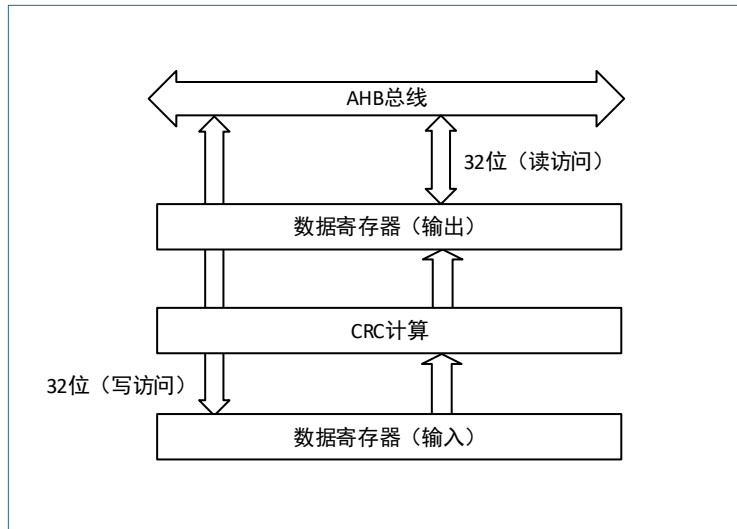 AHB总线
32位（读访问）
数据寄存器（输出）
CRC计算
32位（写访问）
数据寄存器（输入）